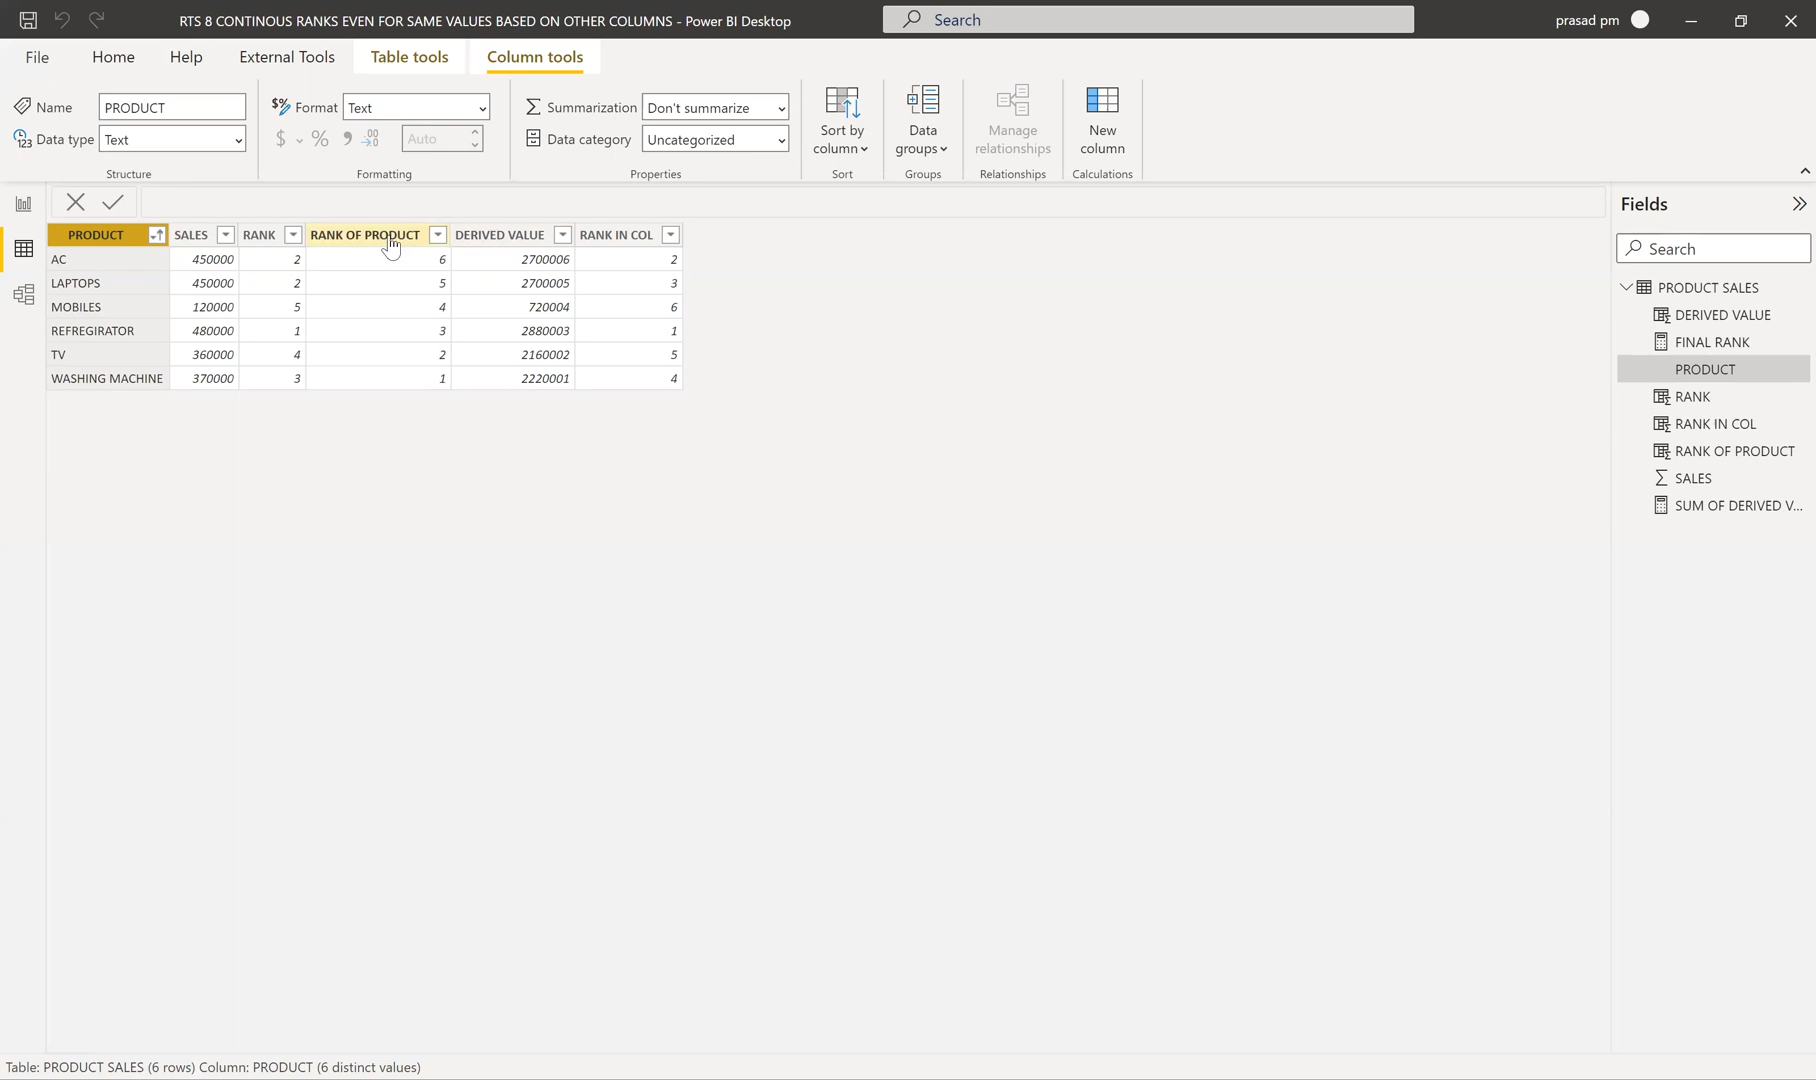 RTS 8 CONTINOUS RANKS EVEN FOR SAME VALUES BASED ON OTHER COLUMNS - Power BI Desktop
Search
prasad pm
File Home Help External Tools Table tools Column tools
Name PRODUCT
Data type Text
Structure
$% Format Text
$ % 9 .00 Auto
Formatting
Summarization Don't summarize
Data category Uncategorized
Properties
Sort by
column
Sort
Data
groups
Groups
Manage
relationships
Relationships
New
column
Calculations
PRODUCT SALES RANK RANK OF PRODUCT DERIVED VALUE RANK IN COL
AC 450000 2 6 2700006 2
LAPTOPS 450000 2 5 2700005 3
MOBILES 120000 5 4 720004 6
REFREGIRATOR 480000 1 3 2880003 1
TV 360000 4 2 2160002 5
WASHING MACHINE 370000 3 1 2220001 4
Fields
Search
PRODUCT SALES
DERIVED VALUE
FINAL RANK
PRODUCT
RANK
RANK IN COL
RANK OF PRODUCT
SALES
SUM OF DERIVED V...
Table: PRODUCT SALES (6 rows) Column: PRODUCT (6 distinct values)